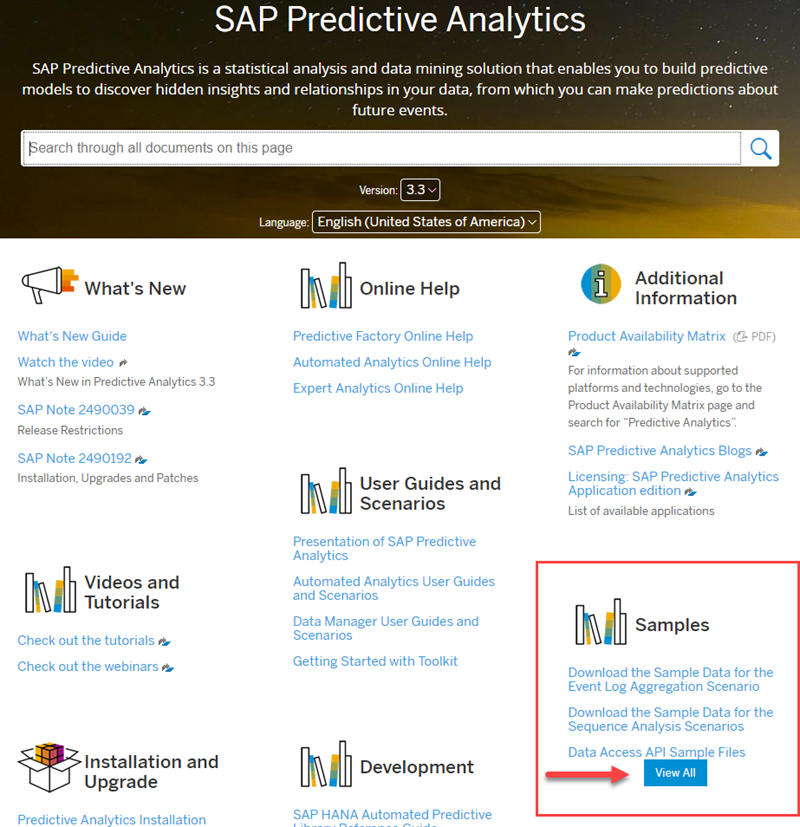 SAP Predictive Analytics
SAP Predictive Analytics is a statistical analysis and data mining solution that enables you to build predictive
models to discover hidden insights and relationships in your data, from which you can make predictions about
future events.
Search through all documents on this page
Version: 3.3
Language: English (United States of America)
What's New
What's New Guide
Watch the video
What's New in Predictive Analytics 3.3
SAP Note 2490039
Release Restrictions
SAP Note 2490192
Installation, Upgrades and Patches
Videos and
Tutorials
Check out the tutorials
Check out the webinars
Installation and
Upgrade
Predictive Analytics Installation
Online Help
Predictive Factory Online Help
Automated Analytics Online Help
Expert Analytics Online Help
User Guides and
Scenarios
Presentation of SAP Predictive
Analytics
Automated Analytics User Guides
and Scenarios
Data Manager User Guides and
Scenarios
Getting Started with Toolkit
Development
SAP HANA Automated Predictive
Library Reference Guide
Additional
Information
Product Availability Matrix (PDF)
For information about supported
platforms and technologies, go to the
Product Availability Matrix page and
search for “Predictive Analytics”.
SAP Predictive Analytics Blogs
Licensing: SAP Predictive Analytics
Application edition
List of available applications
Samples
Download the Sample Data for the
Event Log Aggregation Scenario
Download the Sample Data for the
Sequence Analysis Scenarios
Data Access API Sample Files
View All